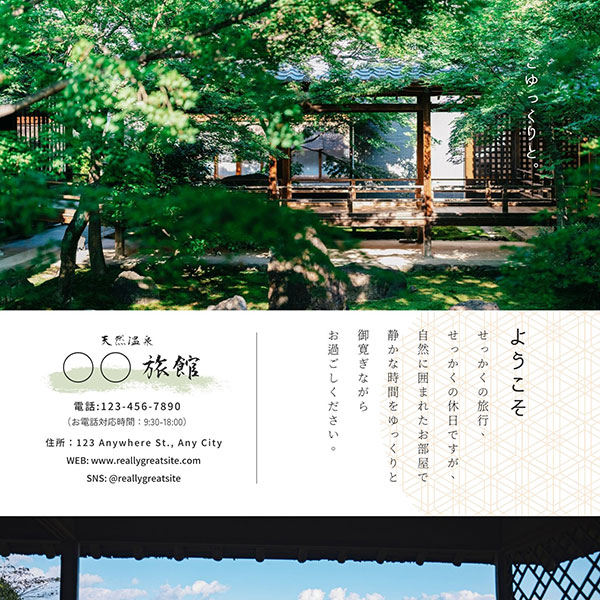 ごゆっくりと。
ようこそ
せっかくの旅行、
せっかくの休日ですが、
自然に囲まれたお部屋で
静かな時間をゆっくりと
御寛ぎながら
お過ごしください。
天然温泉
〇〇旅館
電話:123-456-7890
（お電話対応時間：9:30-18:00）
住所：123 Anywhere St., Any City
WEB: www.reallygreatsite.com
SNS: @reallygreatsite